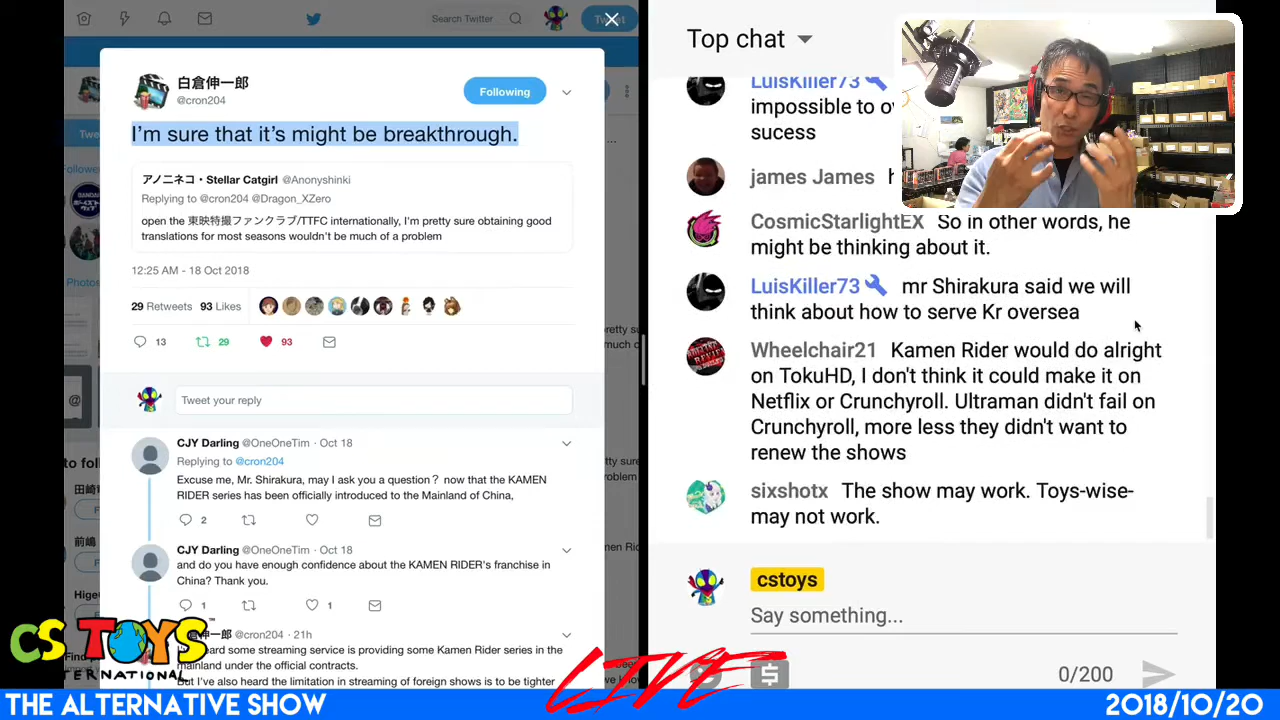 Search Twitter
Tweet
白倉伸一郎
@cron204
Following
I'm sure that it's might be breakthrough.
アノニネコ・Stellar Catgirl @Anonyshinki
Replying to @cron204 @Dragon_XZero
open the 東映特撮ファンクラブ/TTFC internationally, I'm pretty sure obtaining good
translations for most seasons wouldn't be much of a problem
12:25 AM - 18 Oct 2018
29 Retweets 93 Likes
13 29 93
Tweet your reply
CJY Darling @OneOneTim · Oct 18
Replying to @cron204
Excuse me, Mr. Shirakura, may I ask you a question？ now that the KAMEN
RIDER series has been officially introduced to the Mainland of China,
2
CJY Darling @OneOneTim · Oct 18
and do you have enough confidence about the KAMEN RIDER's franchise in
China? Thank you.
1 1
伸一郎 @cron204 · 21h
some streaming service is providing some Kamen Rider series in the
mainland under the official contracts.
But I've also heard the limitation in streaming of foreign shows is to be tighter
Top chat
LuisKiller73
impossible to
sucess
james James
CosmicStarlightEX So in other words, he
might be thinking about it.
LuisKiller73 mr Shirakura said we will
think about how to serve Kr oversea
Wheelchair21 Kamen Rider would do alright
on TokuHD, I don't think it could make it on
Netflix or Crunchyroll. Ultraman didn't fail on
Crunchyroll, more less they didn't want to
renew the shows
sixshotx The show may work. Toys-wise-
may not work.
cstoys
Say something...
0/200
CS TOYS
INTERNATIONAL
LIVE
THE ALTERNATIVE SHOW
2018/10/20